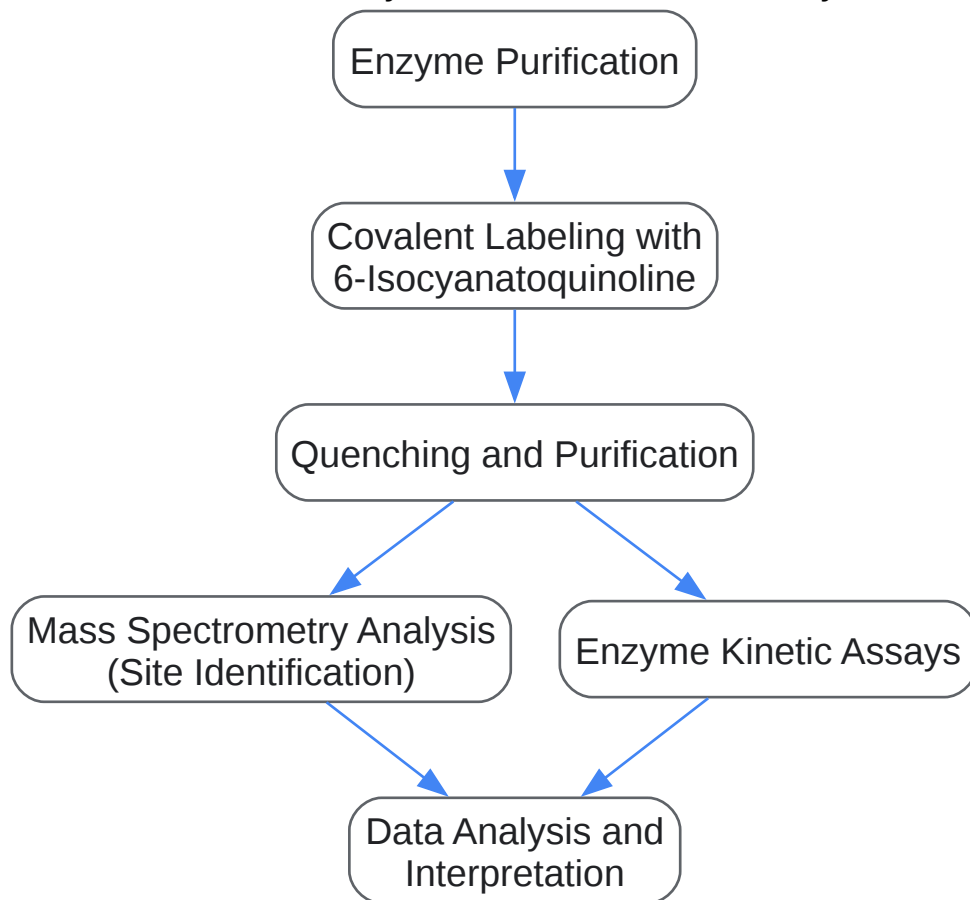 Enzyme Purification
Covalent Labeling with
6-Isocyanatoquinoline
Quenching and Purification
Mass Spectrometry Analysis
(Site Identification)
Enzyme Kinetic Assays
Data Analysis and
Interpretation